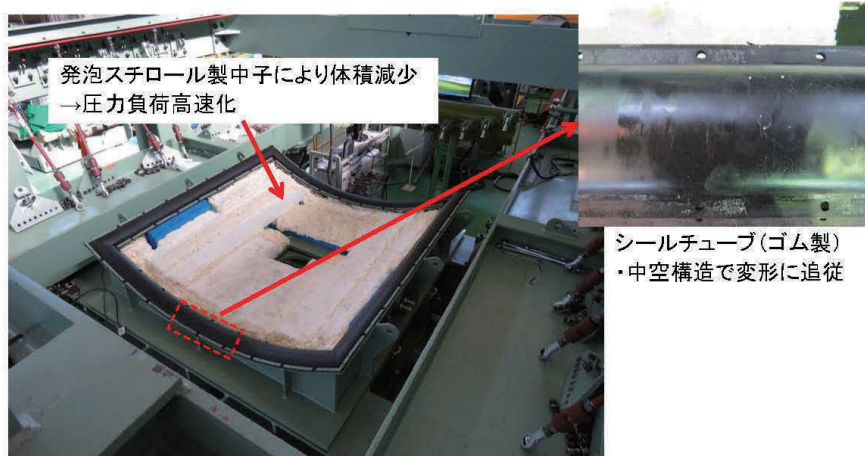 発泡スチロール製中子により体積減少
→圧力負荷高速化
シールチューブ(ゴム製)
・中空構造で変形に追従